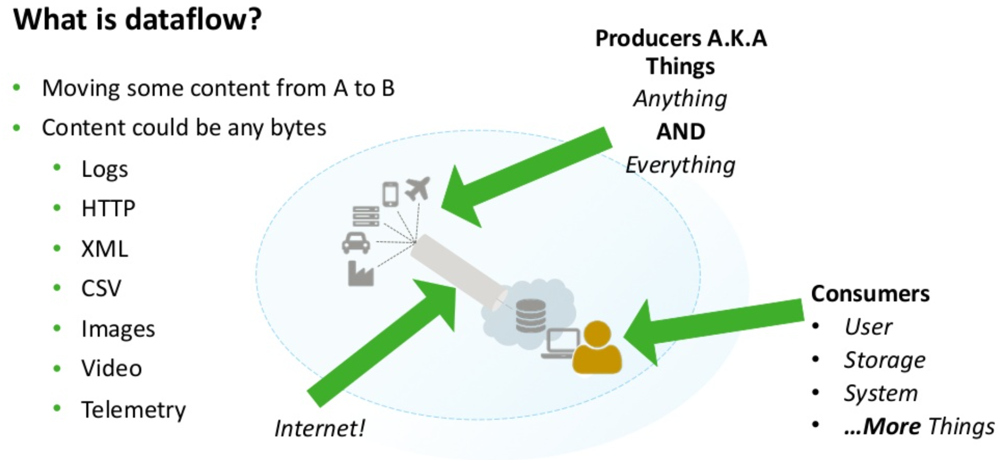 What is dataflow?
Moving some content from A to B
Content could be any bytes
Logs
HTTP
XML
CSV
Images
Video
Telemetry
Producers A.K.A
Things
Anything
AND
Everything
Internet!
Consumers
User
Storage
System
...More Things